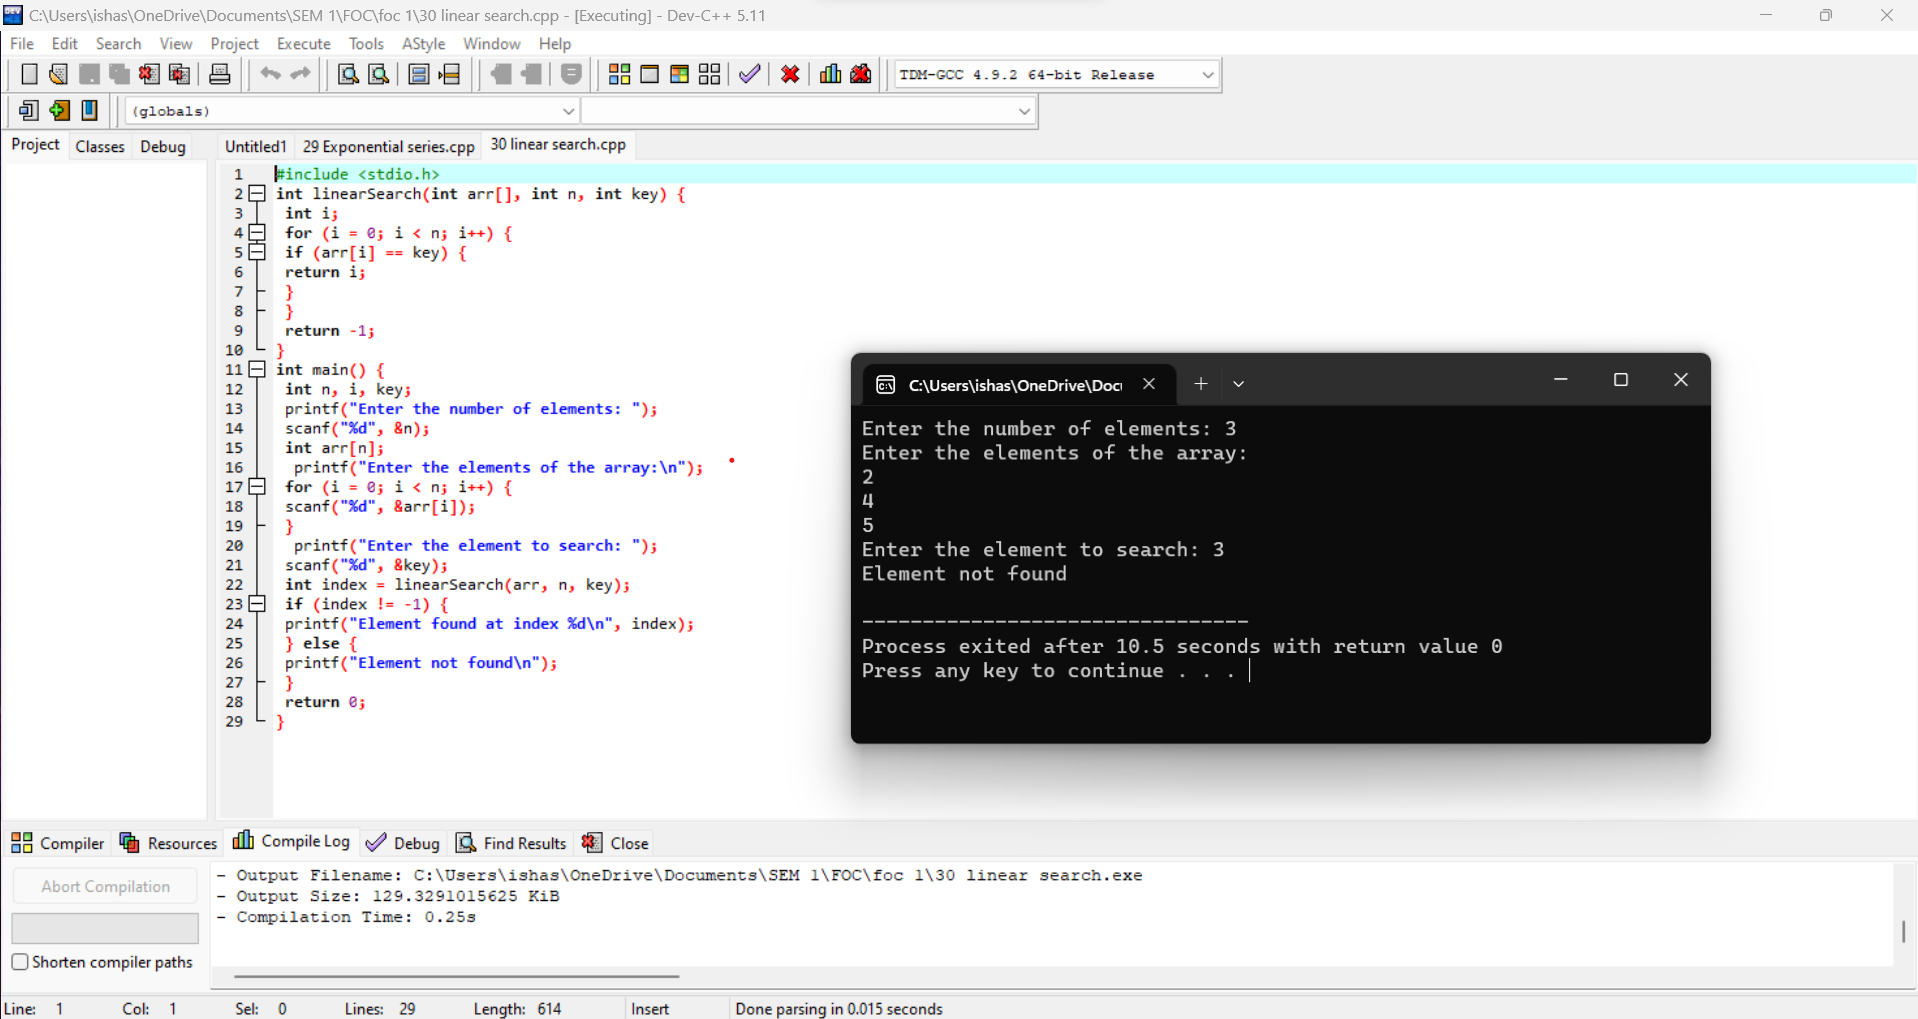 C:\Users\ishas\OneDrive\Documents\SEM 1\FOC\foc 1\30 linear search.cpp - [Executing] - Dev-C++ 5.11
File Edit Search View Project Execute Tools AStyle Window Help
TDM-GCC 4.9.2 64-bit Release
(globals)
Project Classes Debug
Untitled1 29 Exponential series.cpp 30 linear search.cpp
1 #include <stdio.h>
2 int linearSearch(int arr[], int n, int key) {
3 int i;
4 for (i = 0; i < n; i++) {
5 if (arr[i] == key) {
6 return i;
7 }
8 }
9 return -1;
10 }
11 int main() {
12 int n, i, key;
13 printf("Enter the number of elements: ");
14 scanf("%d", &n);
15 int arr[n];
16 printf("Enter the elements of the array:\n");
17 for (i = 0; i < n; i++) {
18 scanf("%d", &arr[i]);
19 }
20 printf("Enter the element to search: ");
21 scanf("%d", &key);
22 int index = linearSearch(arr, n, key);
23 if (index != -1) {
24 printf("Element found at index %d\n", index);
25 } else {
26 printf("Element not found\n");
27 }
28 return 0;
29 }
C:\Users\ishas\OneDrive\Docu
Enter the number of elements: 3
Enter the elements of the array:
2
4
5
Enter the element to search: 3
Element not found
--------------------------------
Process exited after 10.5 seconds with return value 0
Press any key to continue . . .
Compiler Resources Compile Log Debug Find Results Close
Abort Compilation
Shorten compiler paths
- Output Filename: C:\Users\ishas\OneDrive\Documents\SEM 1\FOC\foc 1\30 linear search.exe
- Output Size: 129.3291015625 KiB
- Compilation Time: 0.25s
Line: 1 Col: 1 Sel: 0 Lines: 29 Length: 614 Insert Done parsing in 0.015 seconds